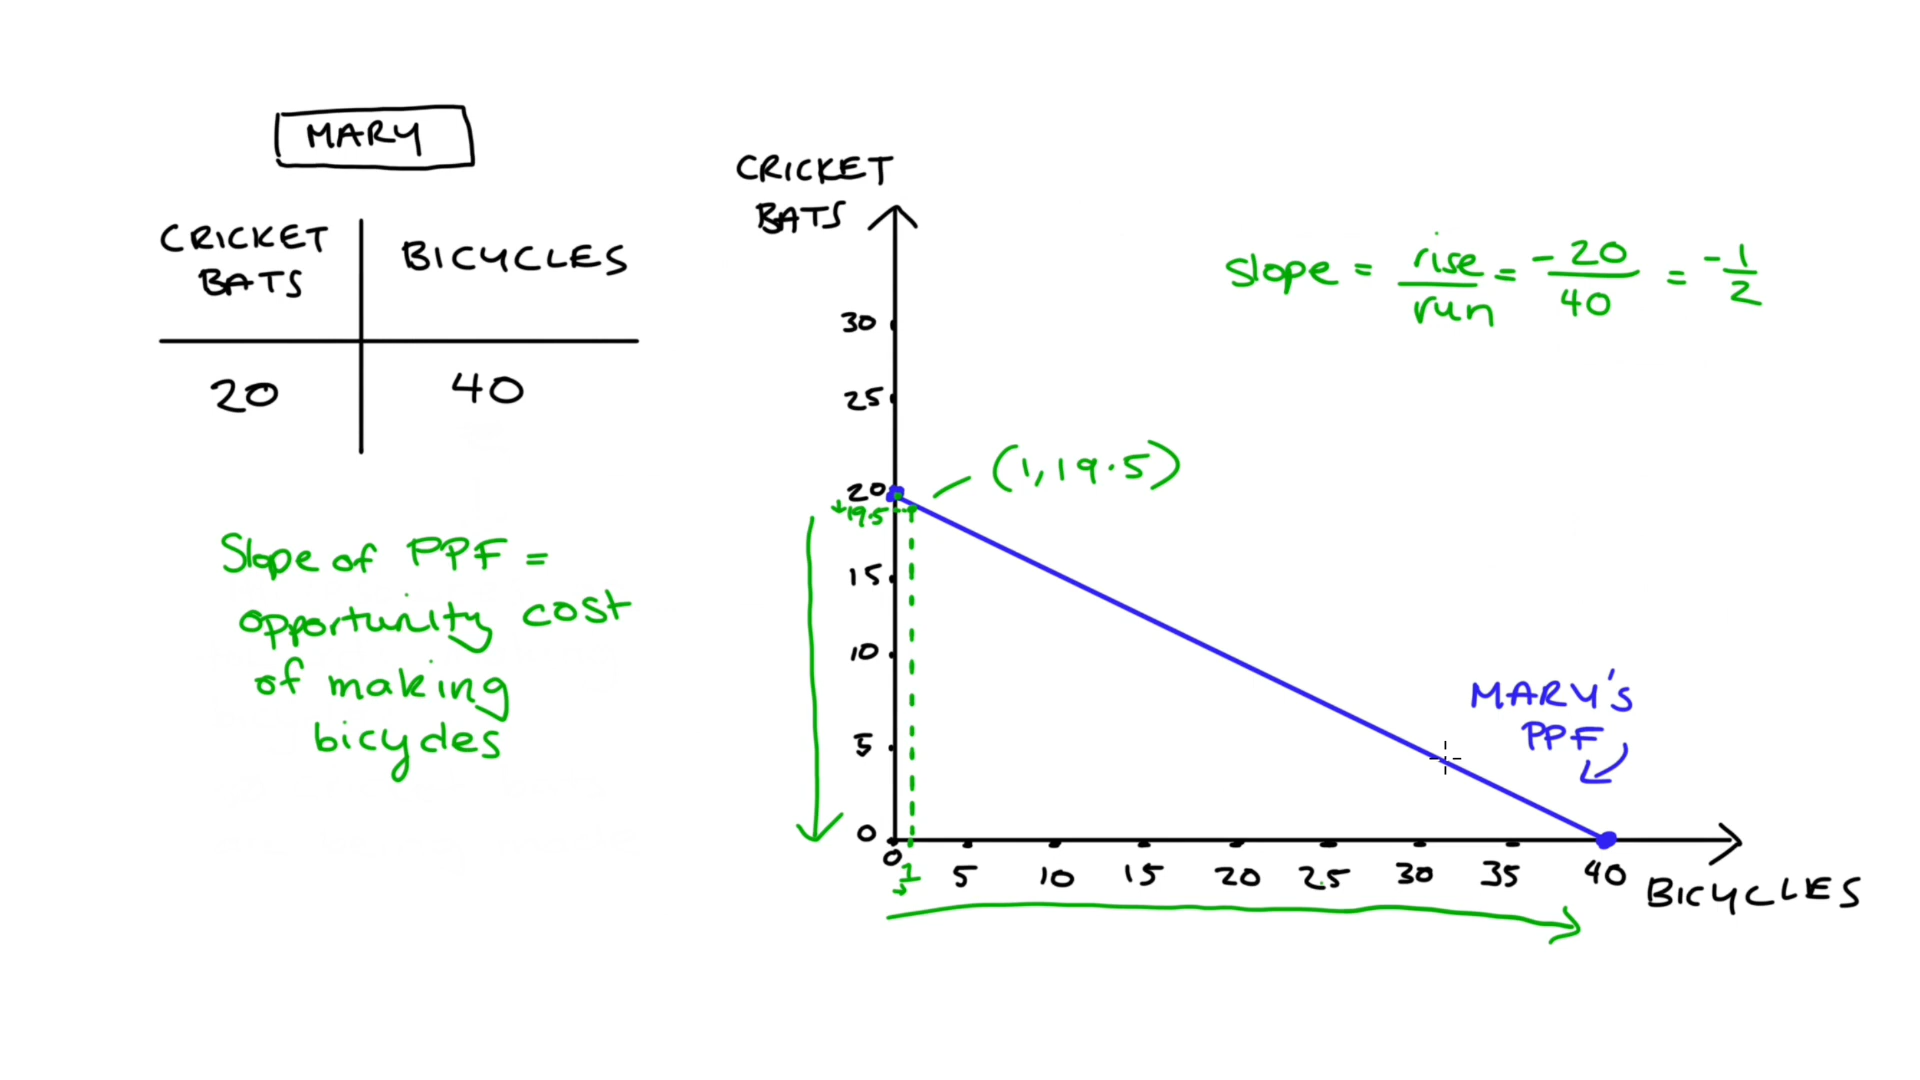 MARY
CRICKET
BATS
BICYCLES
20
40
Slope of PPF =
opportunity cost
of making
bicycles
CRICKET
BATS
30
25
20
19.5
15
10
5
0
(1,19.5)
Slope = rise/run = -20/40 = -1/2
MARY'S
PPF
0
1
5
10
15
20
25
30
35
40
BICYCLES